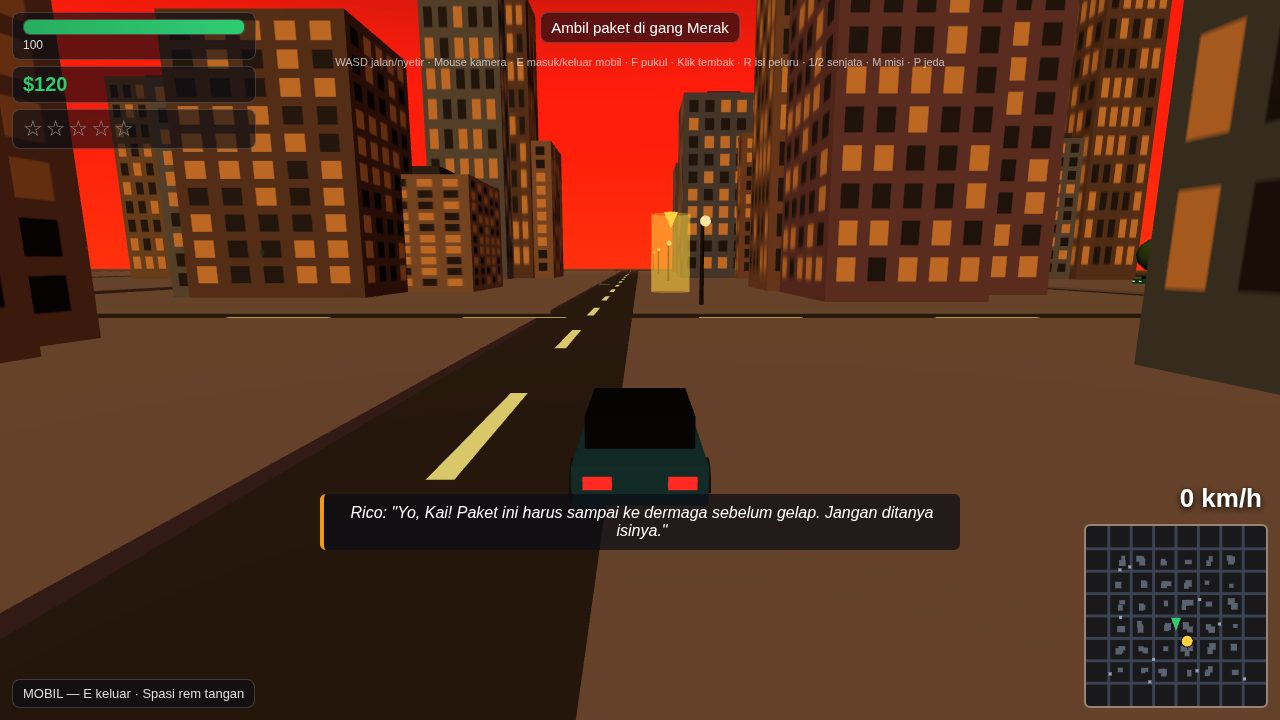 Ambil paket di gang Merak
100
WASD jalan/nyetir · Mouse kamera · E masuk/keluar mobil · F pukul · Klik tembak · R isi peluru · 1/2 senjata · M misi · P jeda
$120
☆☆☆☆☆
0 km/h
Rico: "Yo, Kai! Paket ini harus sampai ke dermaga sebelum gelap. Jangan ditanya
isinya."
MOBIL — E keluar · Spasi rem tangan